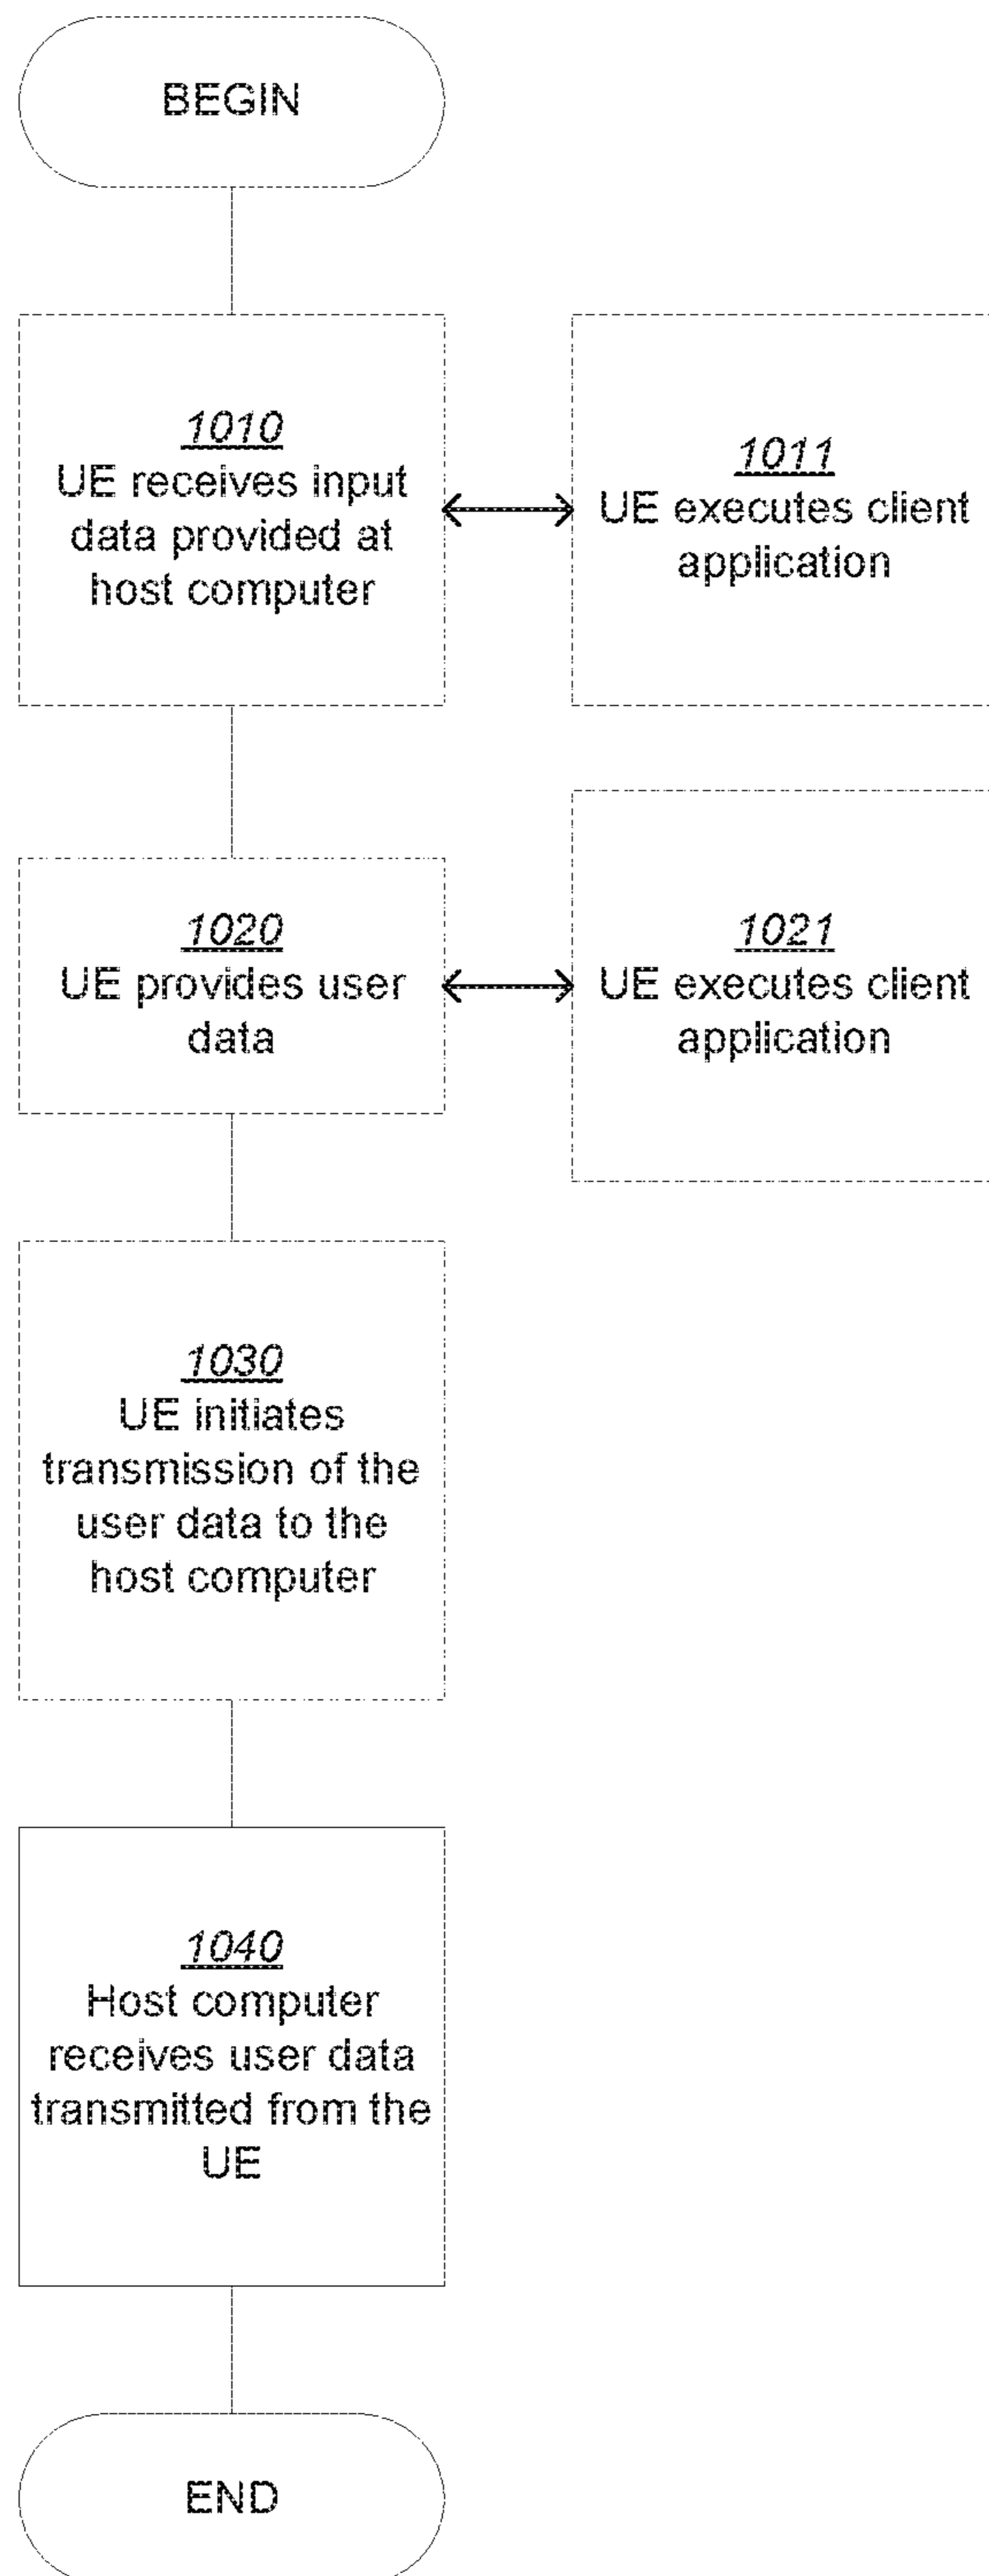 BEGIN
1010
UE receives input
data provided at
host computer
1011
UE executes client
application
1020
UE provides user
data
1021
UE executes client
application
1030
UE initiates
transmission of the
user data to the
host computer
1040
Host computer
receives user data
transmitted from the
UE
END